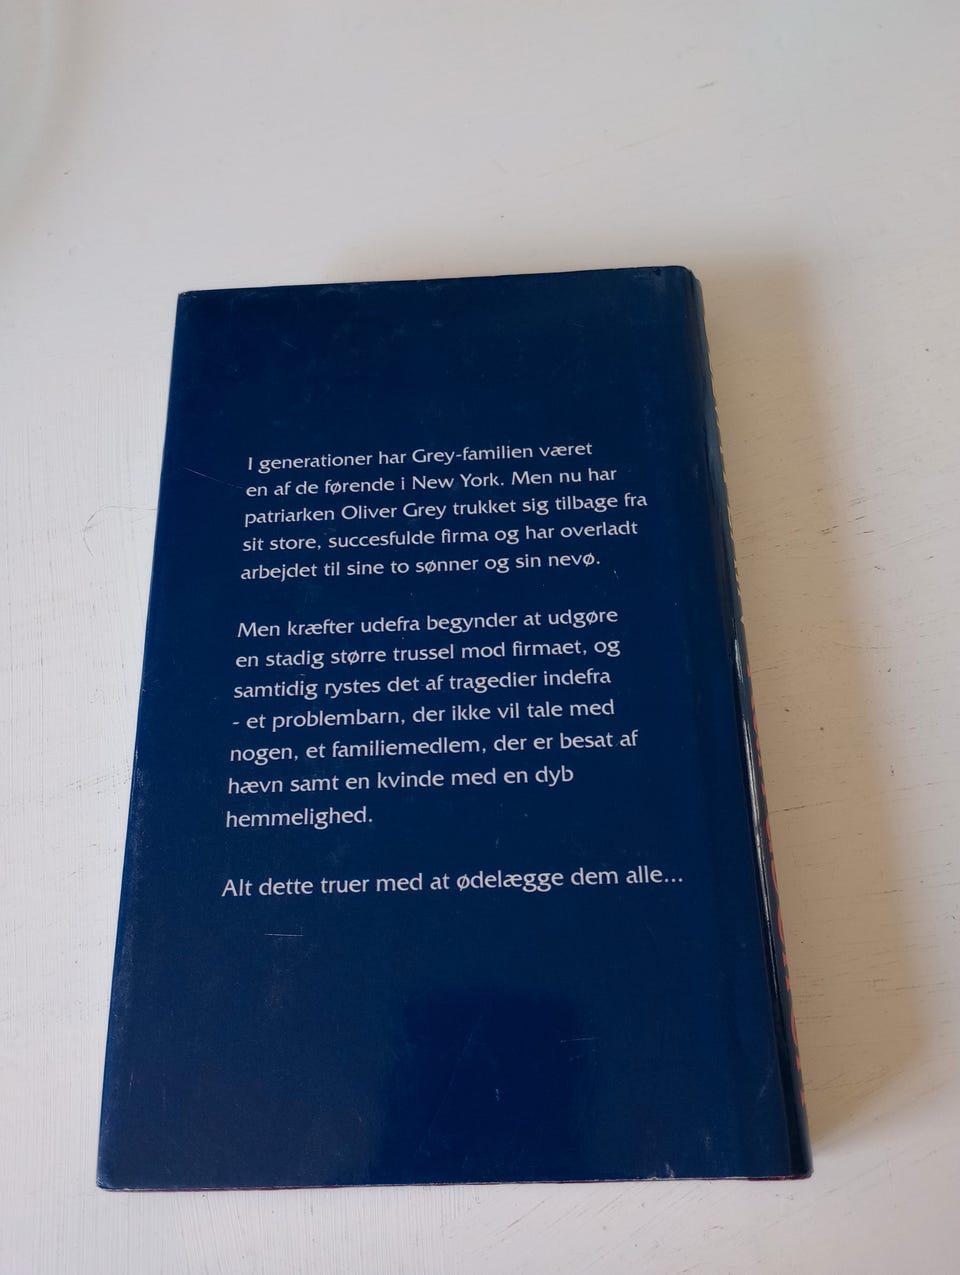 I generationer har Grey-familien været
en af de førende i New York. Men nu har
patriarken Oliver Grey trukket sig tilbage fra
sit store, succesfulde firma og har overladt
arbejdet til sine to sønner og sin nevø.
Men kræfter udefra begynder at udgøre
en stadig større trussel mod firmaet, og
samtidig rystes det af tragedier indefra
- et problembarn, der ikke vil tale med
nogen, et familiemedlem, der er besat af
hævn samt en kvinde med en dyb
hemmelighed.
Alt dette truer med at ødelægge dem alle...